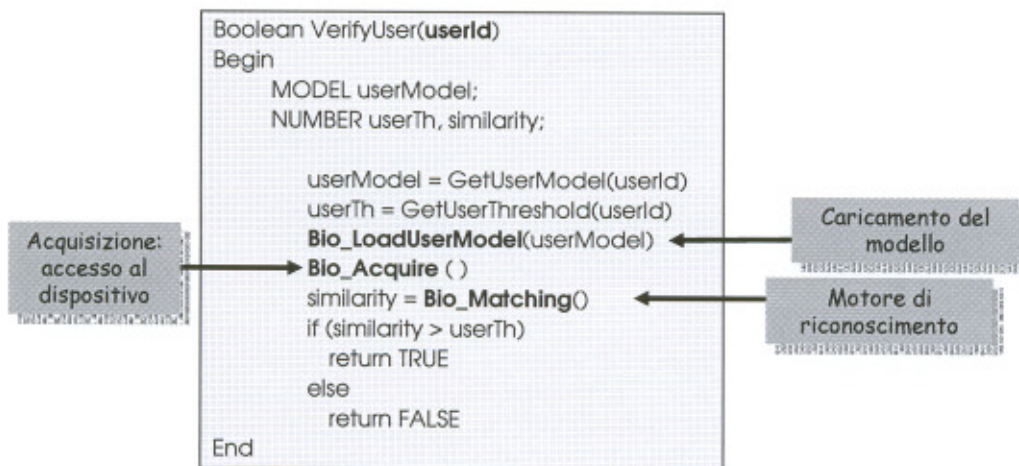 Boolean VerifyUser(userId)
Begin
MODEL userModel;
NUMBER userTh, similarity;
userModel = GetUserModel(userId)
userTh = GetUserThreshold(userId)
Bio_LoadUserModel(userModel)
Bio_Acquire ( )
similarity = Bio_Matching()
if (similarity > userTh)
return TRUE
else
return FALSE
End
Acquisizione:
accesso al
dispositivo
Caricamento del
modello
Motore di
riconoscimento